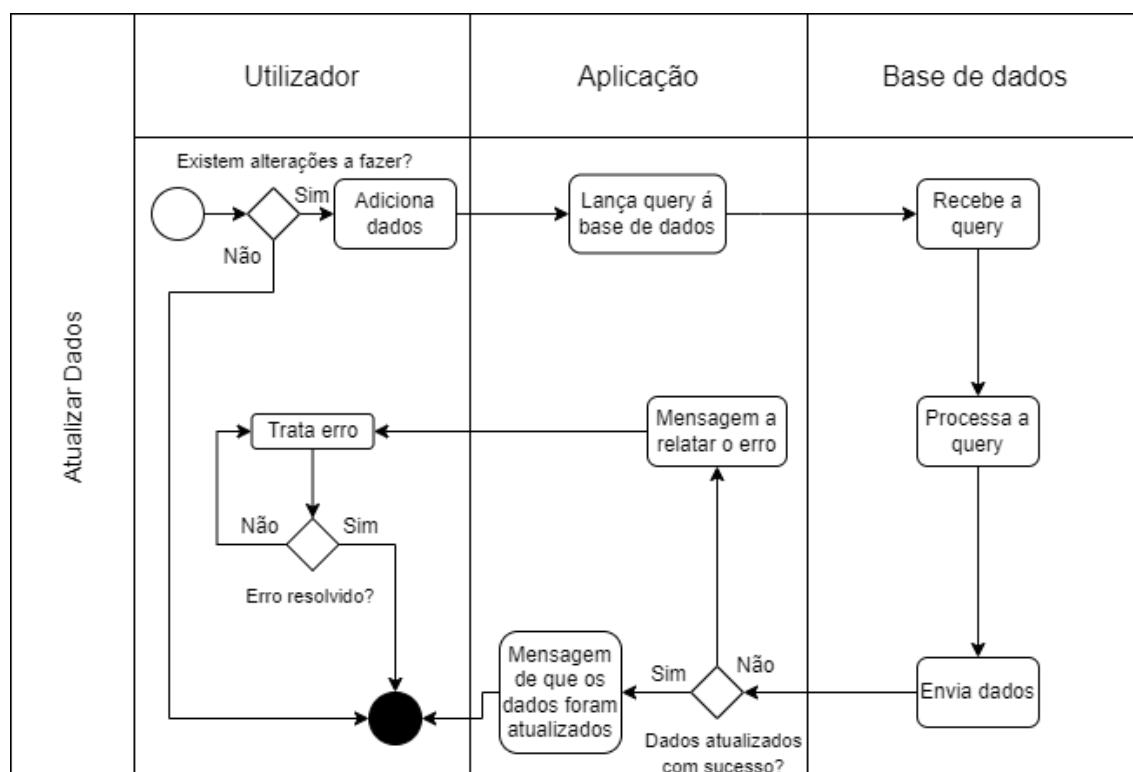 Utilizador
Aplicação
Base de dados
Atualizar Dados
Existem alterações a fazer?
Sim
Não
Adiciona
dados
Lança query á
base de dados
Recebe a
query
Trata erro
Mensagem a
relatar o erro
Processa a
query
Não
Sim
Erro resolvido?
Mensagem
de que os
dados foram
atualizados
Sim
Não
Dados atualizados
com sucesso?
Envia dados